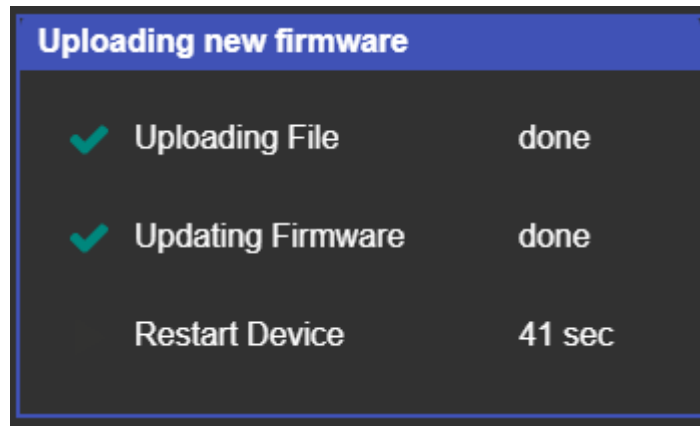 Uploading new firmware
Uploading File done
Updating Firmware done
Restart Device 41 sec